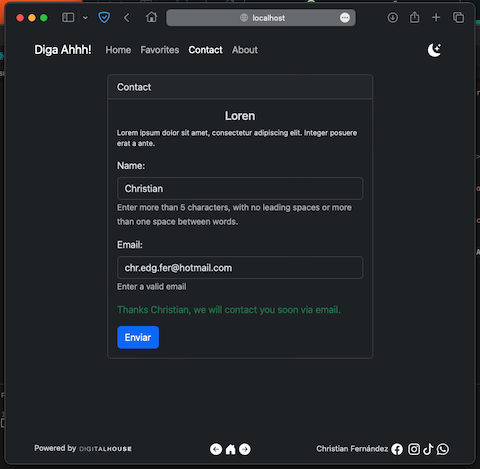 localhost
Diga Ahhh! Home Favorites Contact About
Contact
Loren
Lorem ipsum dolor sit amet, consectetur adipiscing elit. Integer posuere
erat a ante.
Name:
Christian
Enter more than 5 characters, with no leading spaces or more
than one space between words.
Email:
chr.edg.fer@hotmail.com
Enter a valid email
Thanks Christian, we will contact you soon via email.
Enviar
Powered by DIGITALHOUSE
Christian Fernández